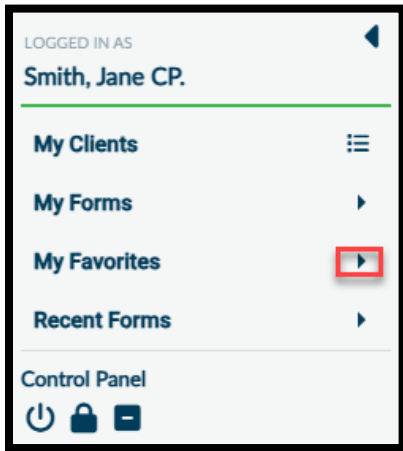 LOGGED IN AS
Smith, Jane CP.
My Clients
My Forms
My Favorites
Recent Forms
Control Panel